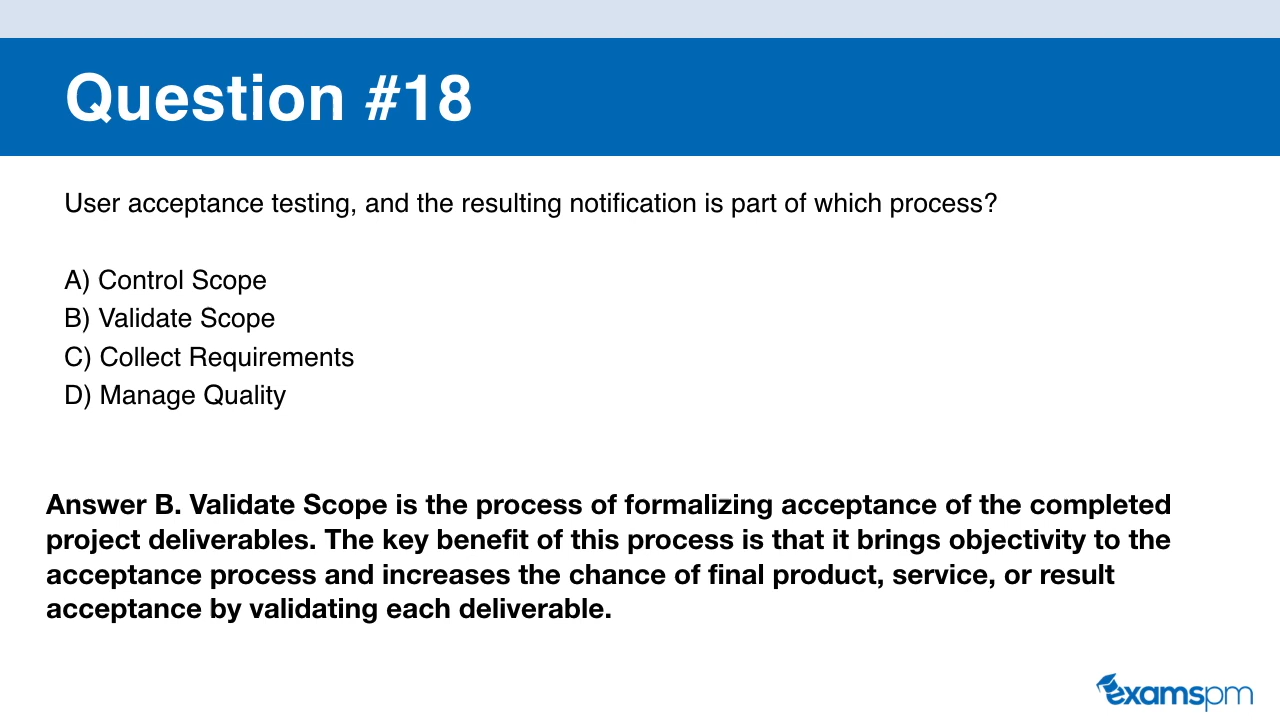 Question #18
User acceptance testing, and the resulting notification is part of which process?
A) Control Scope
B) Validate Scope
C) Collect Requirements
D) Manage Quality
Answer B. Validate Scope is the process of formalizing acceptance of the completed
project deliverables. The key benefit of this process is that it brings objectivity to the
acceptance process and increases the chance of final product, service, or result
acceptance by validating each deliverable.
examspm